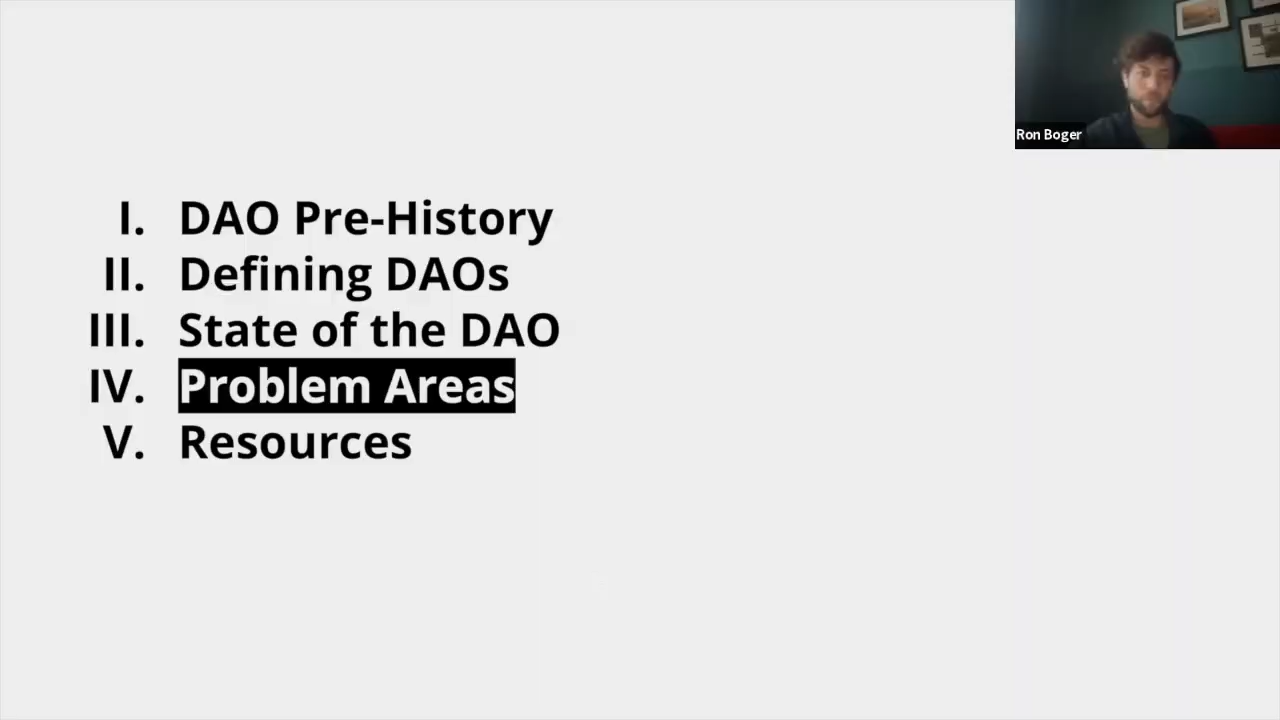 Ron Boger
I. DAO Pre-History
II. Defining DAOs
III. State of the DAO
IV. Problem Areas
V. Resources